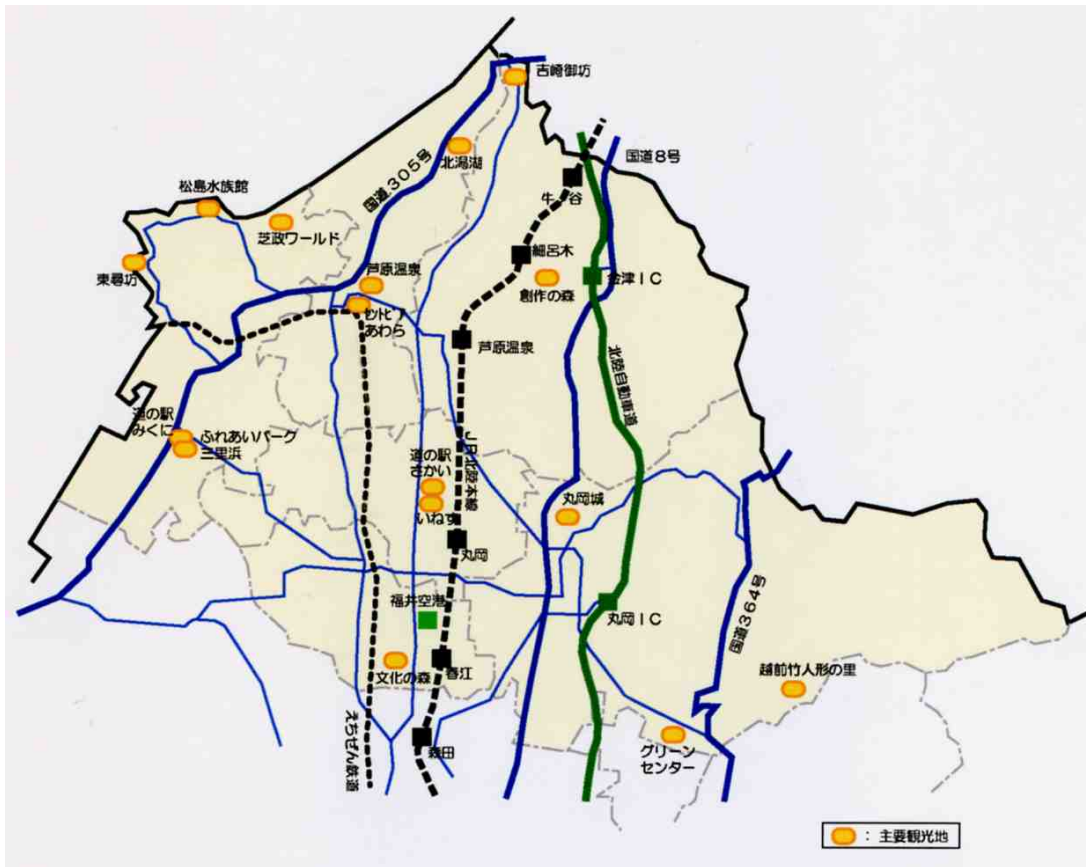 吉崎御坊
国道8号
北潟湖
牛ノ谷
国道305号
松島水族館
芝政ワールド
細呂木
東尋坊
芦原温泉
創作の森
金津IC
セントピア
あわら
芦原温泉
北陸自動車道
道の駅
みくに
ふれあいパーク
三里浜
JR北陸本線
道の駅
さかい
いねす
丸岡城
丸岡
福井空港
丸岡IC
国道364号
文化の森
春江
越前竹人形の里
えちぜん鉄道
森田
グリーン
センター
：主要観光地